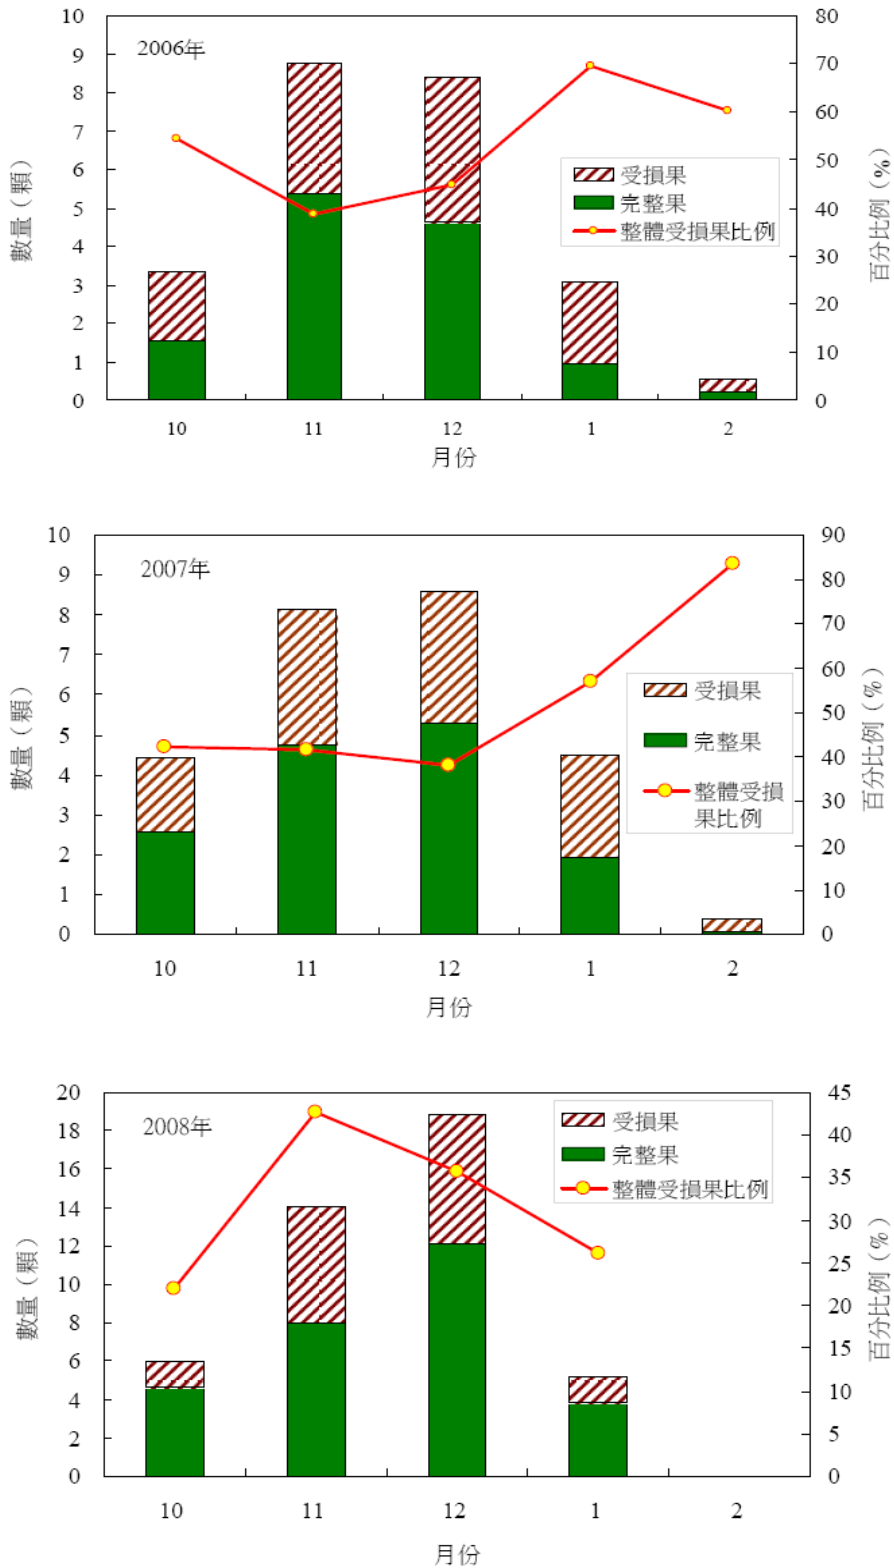 2006年
數量（顆）
10
9
8
7
6
5
4
3
2
1
0
80
70
60
50
40
30
20
10
0
百分比例（%）
受損果
完整果
整體受損果比例
10 11 12 1 2
月份
2007年
數量（顆）
10
9
8
7
6
5
4
3
2
1
0
90
80
70
60
50
40
30
20
10
0
百分比例（%）
受損果
完整果
整體受損
果比例
10 11 12 1 2
月份
2008年
數量（顆）
20
18
16
14
12
10
8
6
4
2
0
45
40
35
30
25
20
15
10
5
0
百分比例（%）
受損果
完整果
整體受損果比例
10 11 12 1 2
月份